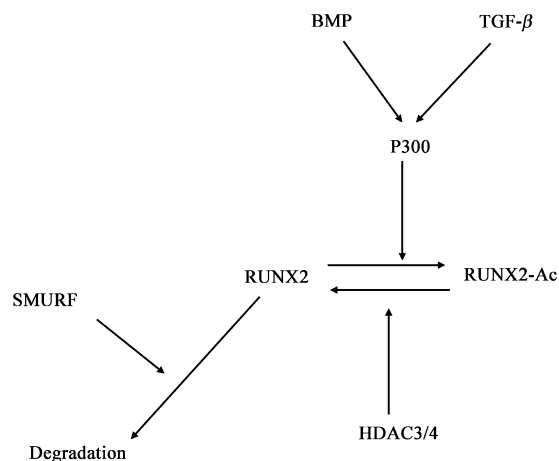 BMP
TGF-β
P300
RUNX2
RUNX2-Ac
SMURF
HDAC3/4
Degradation